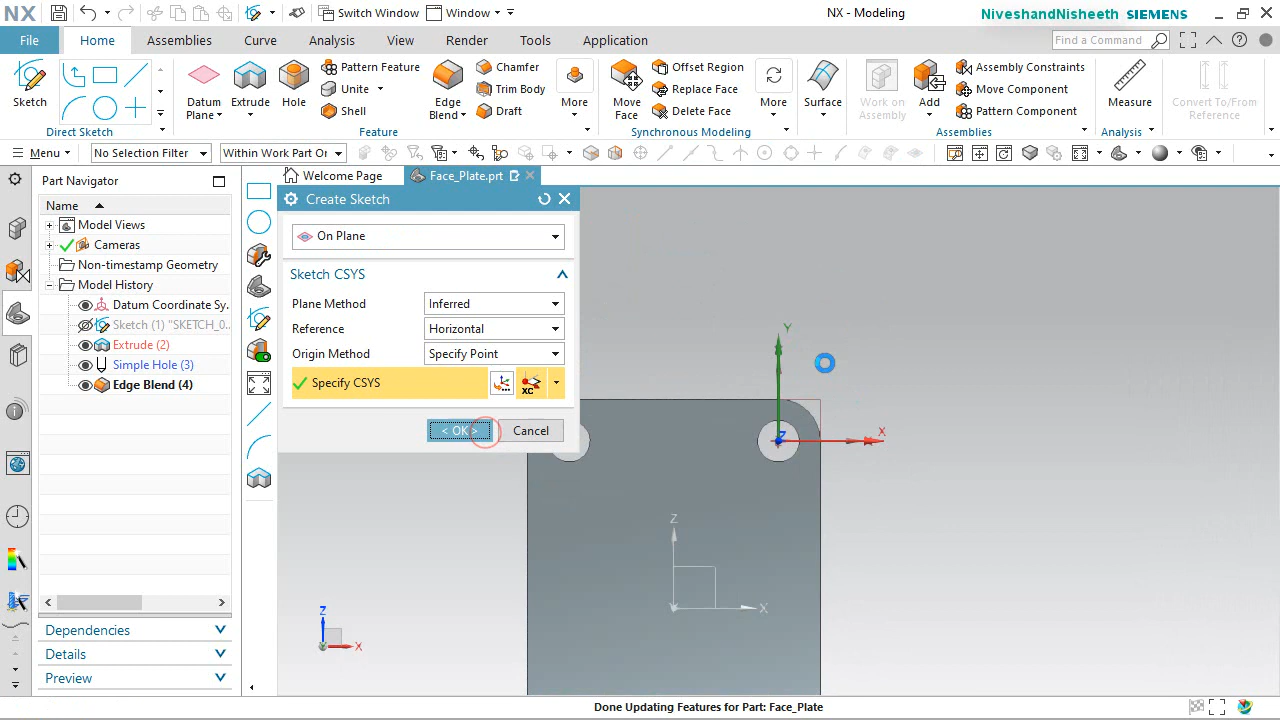 NX
Switch Window
Window
NX - Modeling
NiveshandNisheeth SIEMENS
File
Home
Assemblies
Curve
Analysis
View
Render
Tools
Application
Find a Command
Sketch
Direct Sketch
Datum Plane
Extrude
Hole
Pattern Feature
Unite
Shell
Edge Blend
Chamfer
Trim Body
Draft
More
Feature
Move Face
Offset Region
Replace Face
Delete Face
More
Synchronous Modeling
Surface
Work on Assembly
Add
Assembly Constraints
Move Component
Pattern Component
Assemblies
Measure
Analysis
Convert To/From Reference
Menu
No Selection Filter
Within Work Part On
Part Navigator
Name
Model Views
Cameras
Non-timestamp Geometry
Model History
Datum Coordinate Sy.
Sketch (1) "SKETCH_0..
Extrude (2)
Simple Hole (3)
Edge Blend (4)
Dependencies
Details
Preview
Welcome Page
Face_Plate.prt
Create Sketch
On Plane
Sketch CSYS
Plane Method
Inferred
Reference
Horizontal
Origin Method
Specify Point
Specify CSYS
XC
< OK >
Cancel
Y
X
Z
Z
X
Z
X
Done Updating Features for Part: Face_Plate